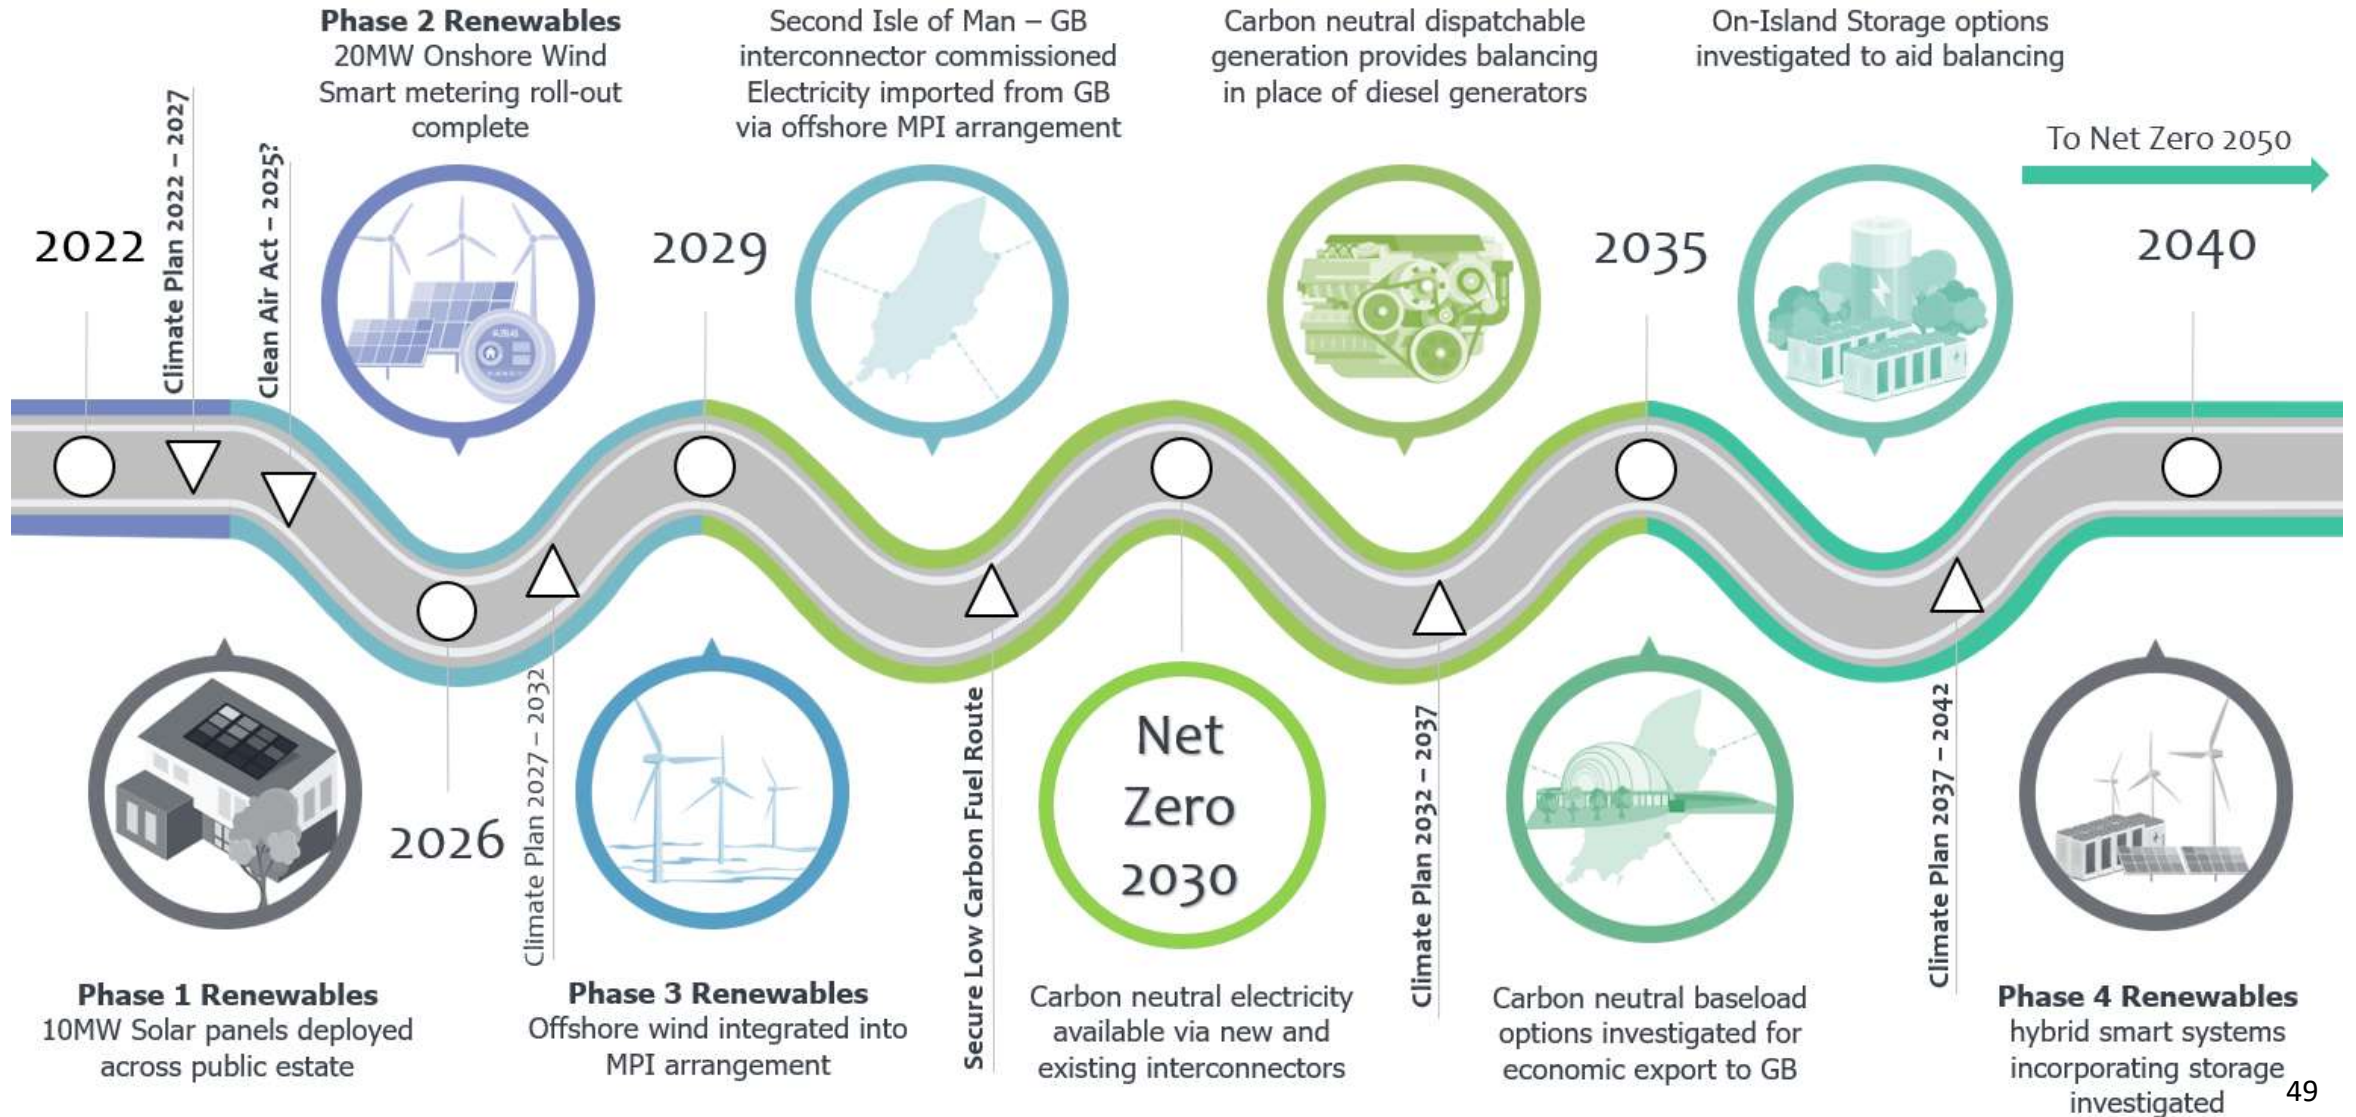 Phase 2 Renewables
20MW Onshore Wind
Smart metering roll-out
complete
Second Isle of Man – GB
interconnector commissioned
Electricity imported from GB
via offshore MPI arrangement
Carbon neutral dispatchable
generation provides balancing
in place of diesel generators
On-Island Storage options
investigated to aid balancing
To Net Zero 2050
2022
Climate Plan 2022 – 2027
Clean Air Act – 2025?
2029
2035
2040
2026
Climate Plan 2027 – 2032
Secure Low Carbon Fuel Route
Net
Zero
2030
Climate Plan 2032 – 2037
Climate Plan 2037 – 2042
Phase 1 Renewables
10MW Solar panels deployed
across public estate
Phase 3 Renewables
Offshore wind integrated into
MPI arrangement
Carbon neutral electricity
available via new and
existing interconnectors
Carbon neutral baseload
options investigated for
economic export to GB
Phase 4 Renewables
hybrid smart systems
incorporating storage
investigated
49